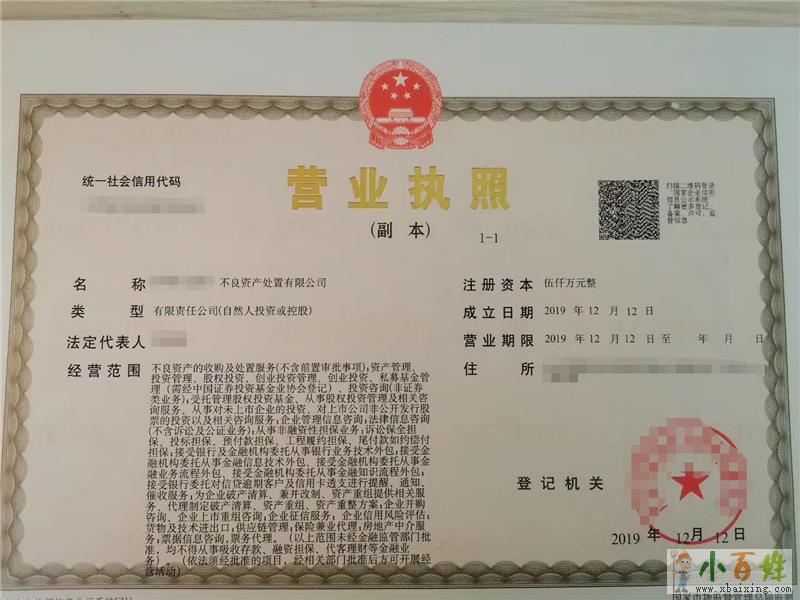 统一社会信用代码
营业执照
(副 本)
1-1
扫描二维码登录
"国家企业信用
信息公示系统"
了解更多登记、
备案、许可、监
管信息
名 称 不良资产处置有限公司
类 型 有限责任公司(自然人投资或控股)
法定代表人
经营范围
不良资产的收购及处置服务(不含前置审批事项);资产管理、
投资管理、股权投资、创业投资管理、创业投资、私募基金管
理（需经中国证券投资基金业协会登记）、投资咨询(非证券
类业务);受托管理股权投资基金、从事股权投资管理及相关咨
询服务、从事对未上市企业的投资、对上市公司非公开发行股
票的投资以及相关咨询服务;企业管理信息咨询;法律信息咨询
(不含诉讼及公证业务);从事非融资性担保业务:诉讼保全担
保、投标担保、预付款担保、工程履约担保、尾付款如约偿付
担保;接受银行及金融机构委托从事银行业务技术外包;接受金
融机构委托从事金融信息技术外包、接受金融机构委托从事金
融业务流程外包、接受金融机构委托从事金融知识流程外包、
接受银行委托对信贷逾期客户及信用卡透支进行提醒、通知、
催收服务;为企业破产清算、兼并改制、资产重组提供相关服
务、代理制定破产清算、资产重组、资产重整方案;企业并购
咨询、企业上市重组咨询;企业征信服务;企业信用风险评估;
货物及技术进出口;供应链管理;保险兼业代理;房地产中介服
务;票据信息咨询,票务代理。（以上范围未经金融监管部门批
准，均不得从事吸收存款、融资担保、代客理财等金融业
务)。(依法须经批准的项目，经相关部门批准后方可开展经
营活动)
注册资本 伍仟万元整
成立日期 2019 年 12 月 12 日
营业期限 2019 年 12 月 12 日 至 年 月 日
住 所
登记机关
2019 年 12月 12日
小百姓
www.xbaixing.com